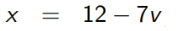 x = 12 − 7v